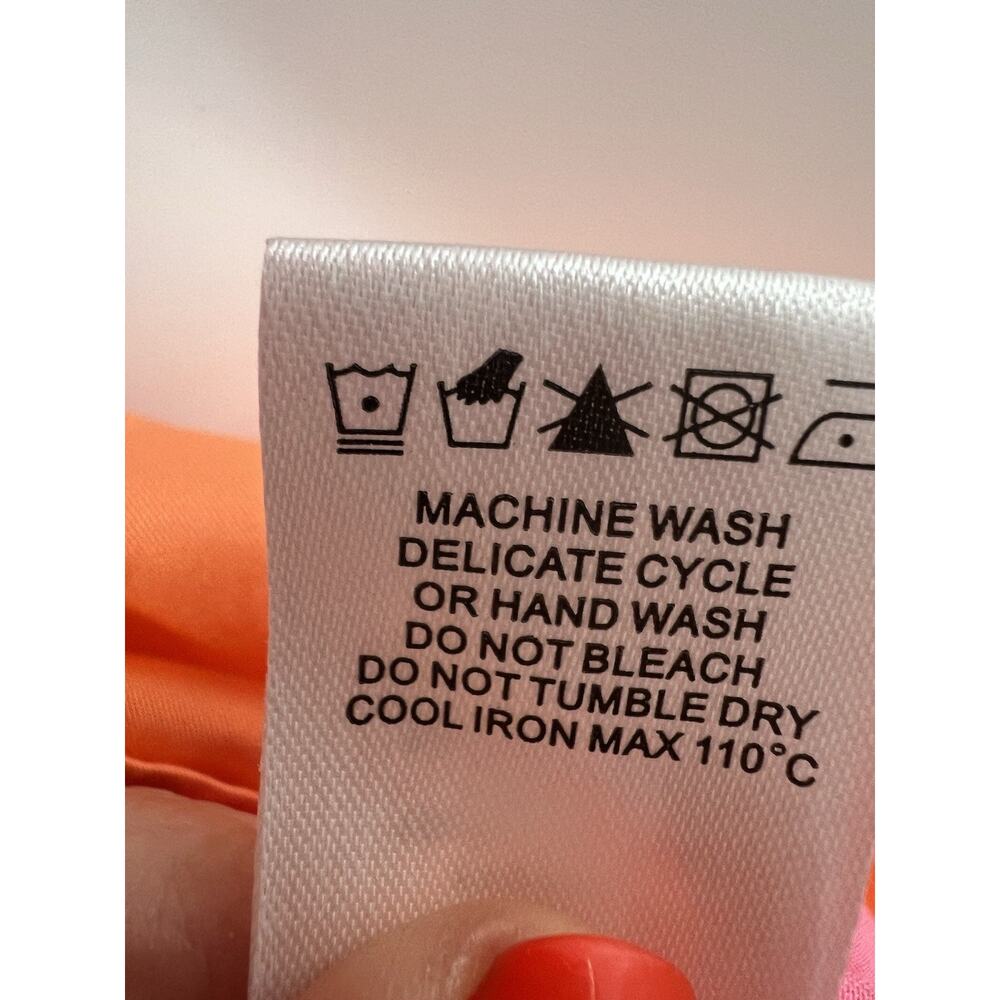 MACHINE WASH
DELICATE CYCLE
OR HAND WASH
DO NOT BLEACH
DO NOT TUMBLE DRY
COOL IRON MAX 110°C